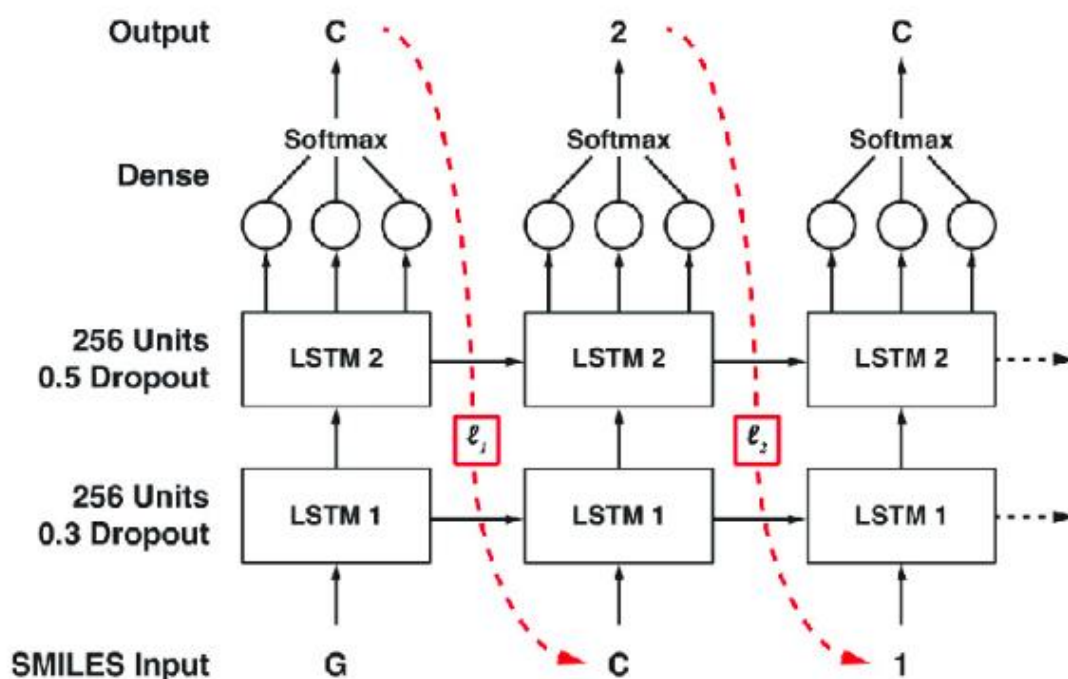 Output C 2 C
Softmax Softmax Softmax
Dense
256 Units
0.5 Dropout
LSTM 2 LSTM 2 LSTM 2
ℓ₁ ℓ₂
256 Units
0.3 Dropout
LSTM 1 LSTM 1 LSTM 1
SMILES Input G C 1